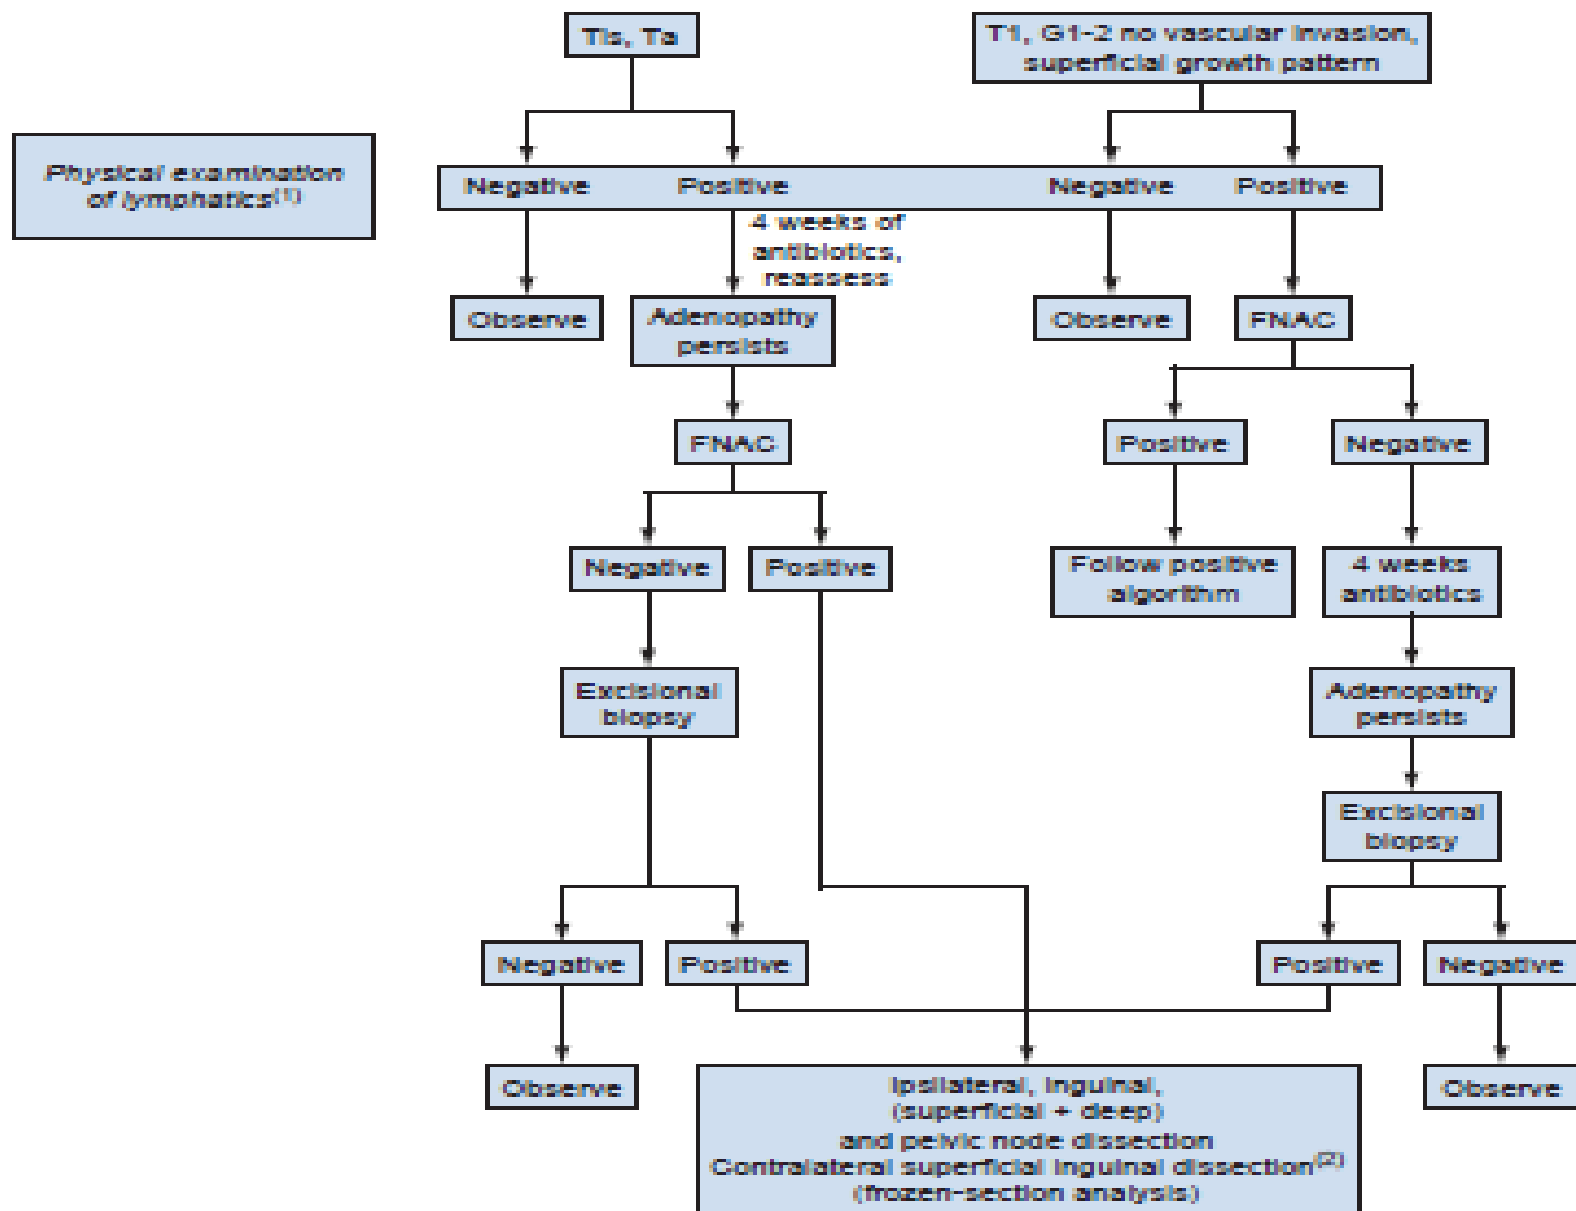 Tis, Ta
T1, G1-2 no vascular invasion,
superficial growth pattern
Physical examination
of lymphatics(1)
Negative
Positive
Negative
Positive
4 weeks of
antibiotics,
reassess
Observe
Adenopathy
persists
Observe
FNAC
FNAC
Positive
Negative
Negative
Positive
Follow positive
algorithm
4 weeks
antibiotics
Excisional
biopsy
Adenopathy
persists
Excisional
biopsy
Negative
Positive
Positive
Negative
Observe
Ipsilateral, inguinal,
(superficial + deep)
and pelvic node dissection
Contralateral superficial inguinal dissection(2)
(frozen-section analysis)
Observe